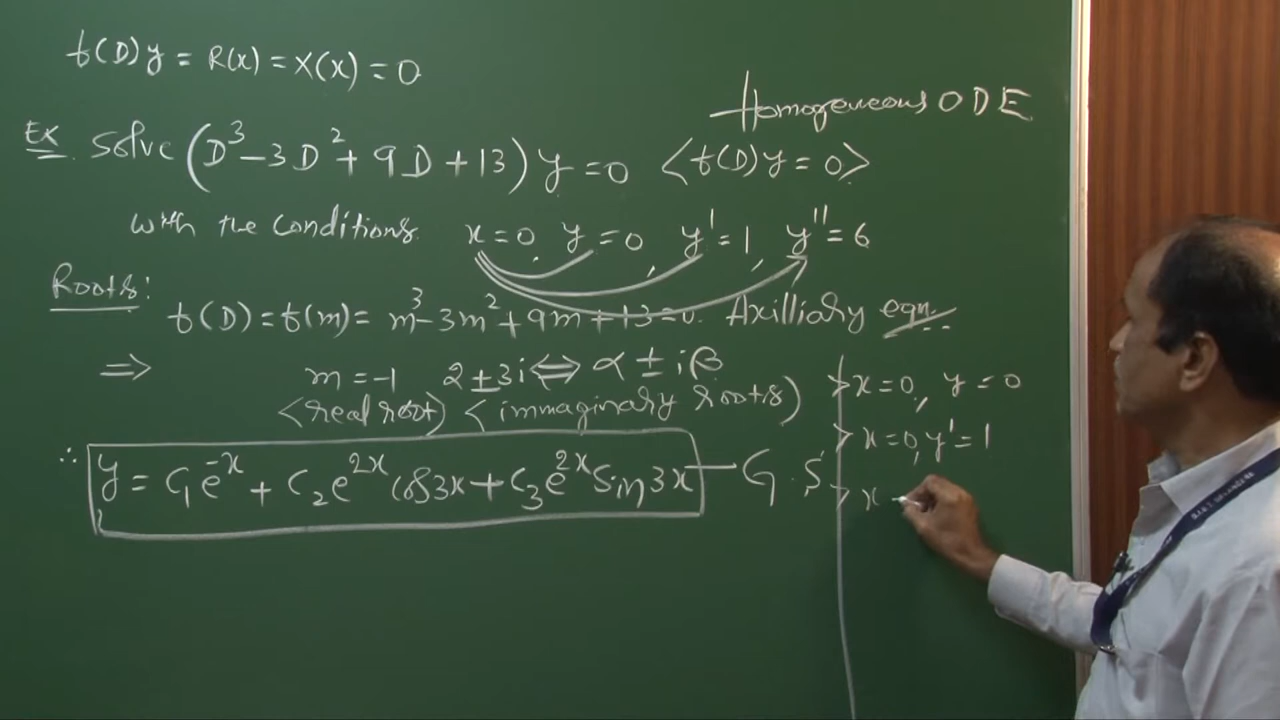 f(D)y = R(x) = X(x) = 0
Homogeneous ODE
Ex. Solve (D³ - 3D² + 9D + 13) y = 0 <f(D)y = 0>
with the conditions x = 0, y = 0, y' = 1, y'' = 6
Roots:
f(D) = f(m) = m³ - 3m² + 9m + 13 = 0. Axilliary eqn.
⇒ m = -1 2 ± 3i ⇔ α ± iβ
<real root> <immaginary roots>
∴ y = C₁e⁻ˣ + C₂e²ˣ cos3x + C₃e²ˣ Sin3x — G.S
x = 0, y = 0
x = 0, y' = 1
x